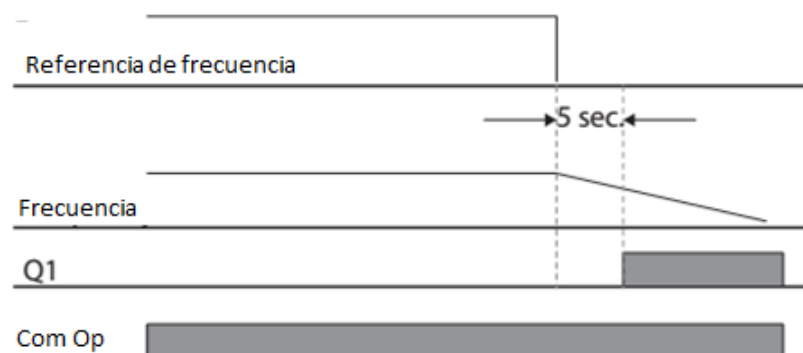 Referencia de frecuencia
5 sec.
Frecuencia
Q1
Com Op